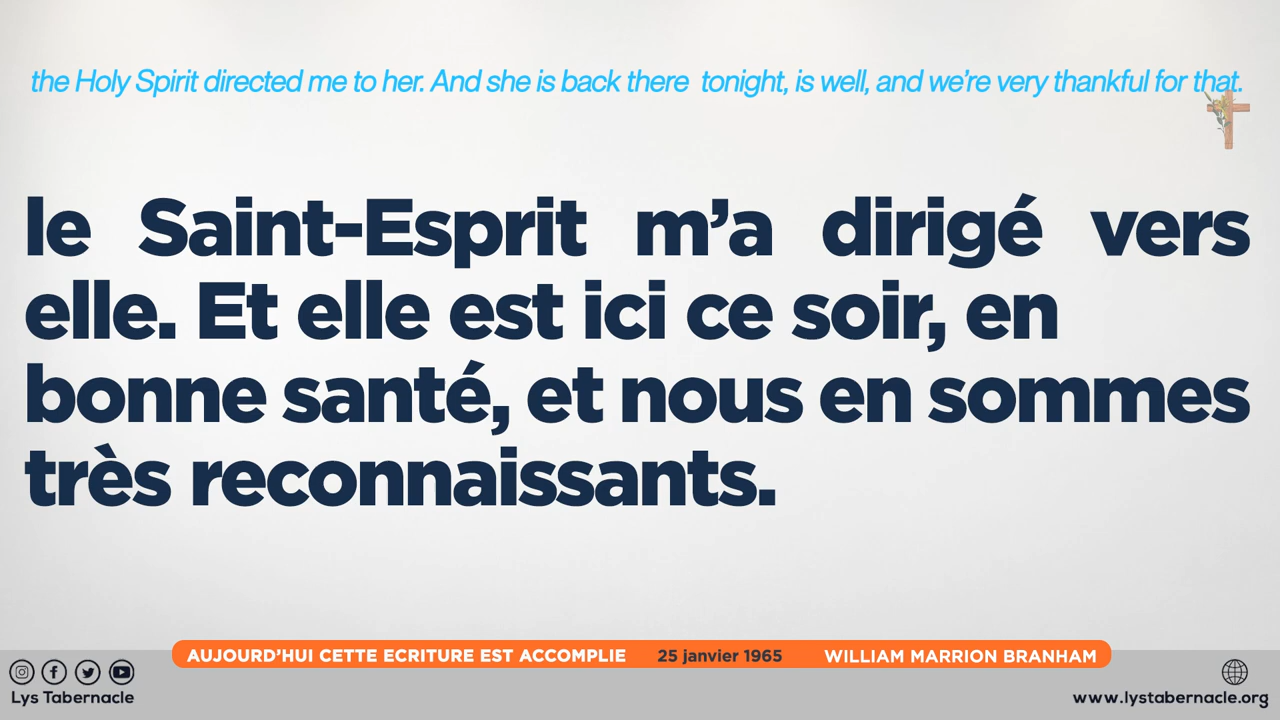 the Holy Spirit directed me to her. And she is back there tonight, is well, and we're very thankful for that.
le Saint-Esprit m'a dirigé vers
elle. Et elle est ici ce soir, en
bonne santé, et nous en sommes
très reconnaissants.
AUJOURD'HUI CETTE ECRITURE EST ACCOMPLIE 25 janvier 1965 WILLIAM MARRION BRANHAM
Lys Tabernacle
www.lystabernacle.org